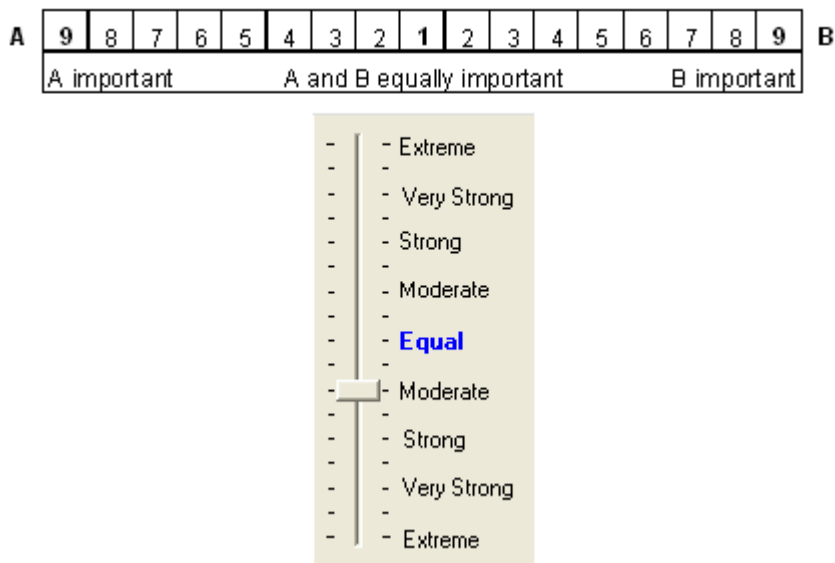 A 9 8 7 6 5 4 3 2 1 2 3 4 5 6 7 8 9 B
A important A and B equally important B important
Extreme
Very Strong
Strong
Moderate
Equal
Moderate
Strong
Very Strong
Extreme